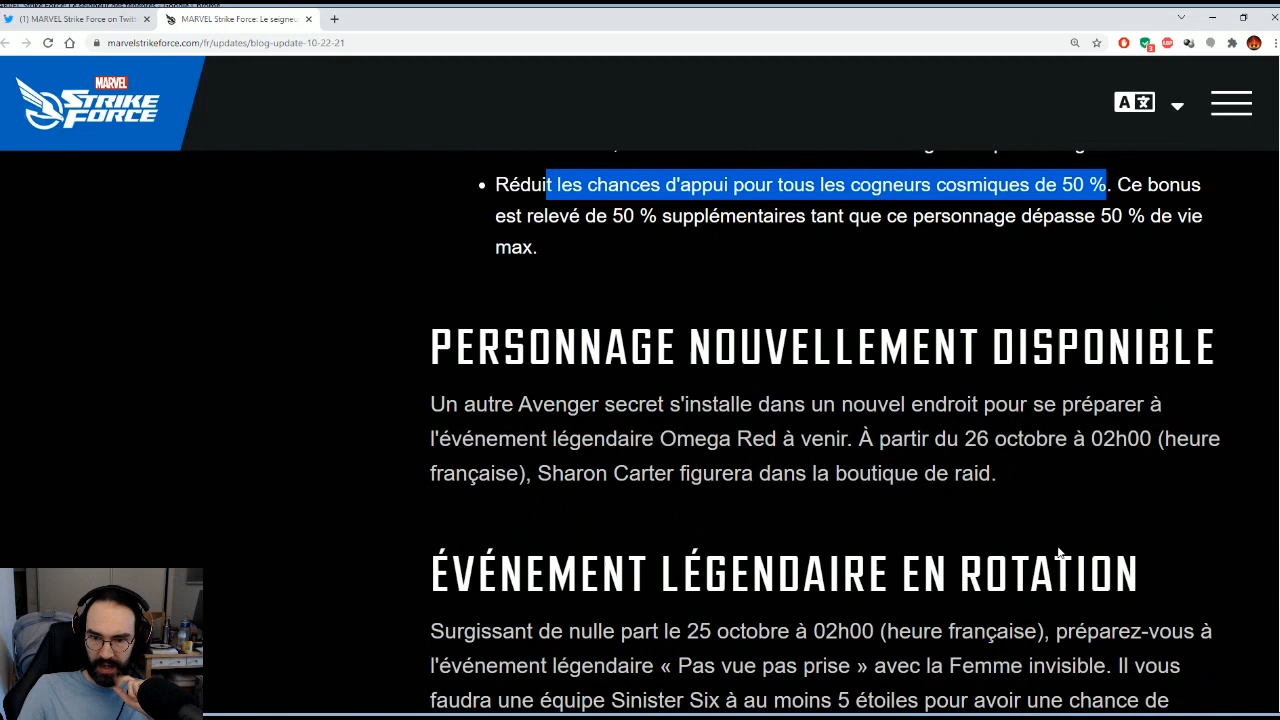 (1) MARVEL Strike Force on Twitt
MARVEL Strike Force: Le seigneu
marvelstrikeforce.com/fr/updates/blog-update-10-22-21
MARVEL
STRIKE
FORCE
Réduit les chances d'appui pour tous les cogneurs cosmiques de 50 %. Ce bonus
est relevé de 50 % supplémentaires tant que ce personnage dépasse 50 % de vie
max.
PERSONNAGE NOUVELLEMENT DISPONIBLE
Un autre Avenger secret s'installe dans un nouvel endroit pour se préparer à
l'événement légendaire Omega Red à venir. À partir du 26 octobre à 02h00 (heure
française), Sharon Carter figurera dans la boutique de raid.
ÉVÉNEMENT LÉGENDAIRE EN ROTATION
Surgissant de nulle part le 25 octobre à 02h00 (heure française), préparez-vous à
l'événement légendaire « Pas vue pas prise » avec la Femme invisible. Il vous
faudra une équipe Sinister Six à au moins 5 étoiles pour avoir une chance de